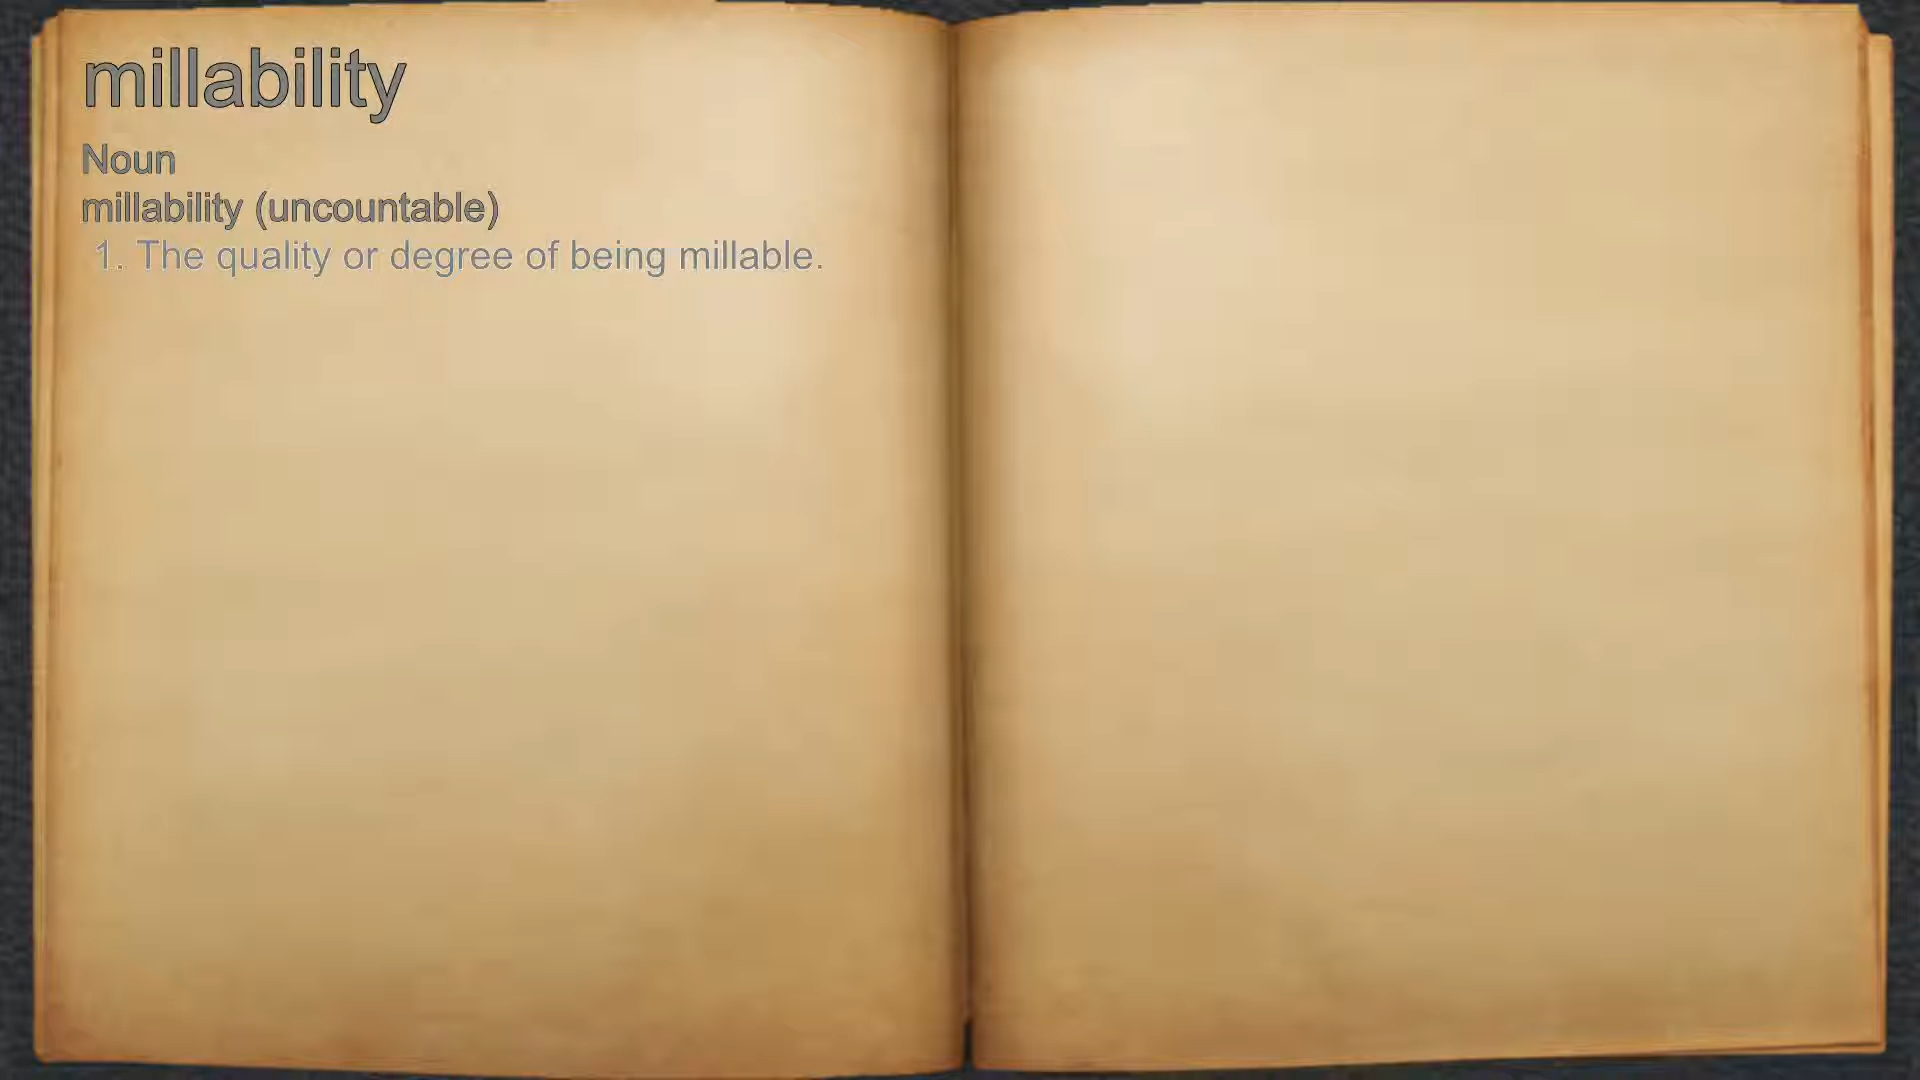 millability
Noun
millability (uncountable)
1. The quality or degree of being millable.